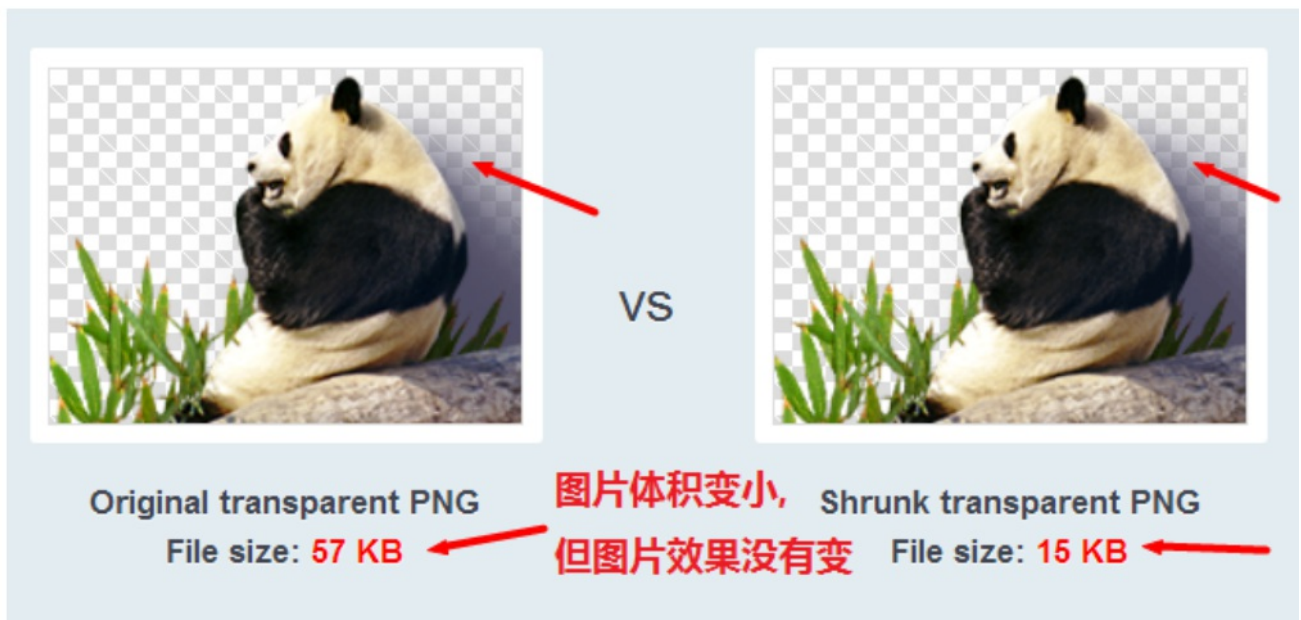 VS
Original transparent PNG
File size: 57 KB
图片体积变小,
但图片效果没有变
Shrunk transparent PNG
File size: 15 KB